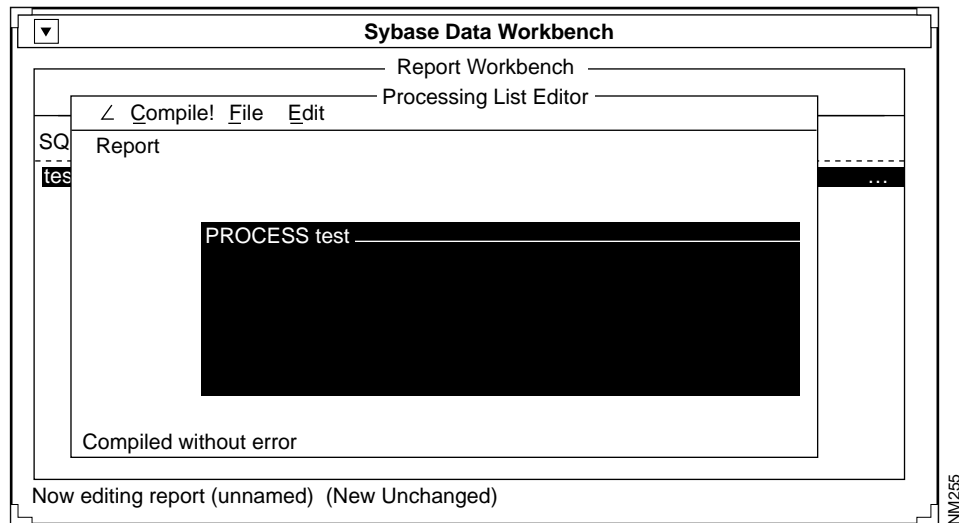 Sybase Data Workbench
Report Workbench
Processing List Editor
∠ Compile! File Edit
SQ
Report
tes
...
PROCESS test
Compiled without error
Now editing report (unnamed) (New Unchanged)
NM255